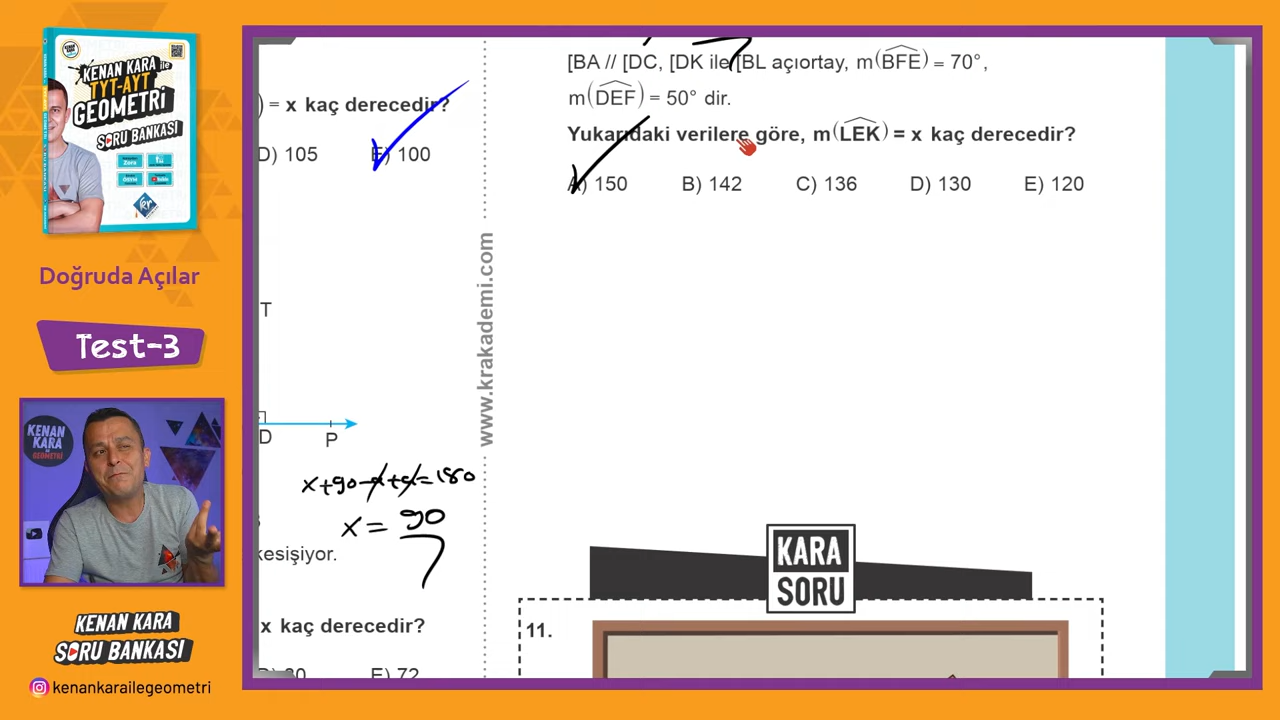 KENAN KARA ile
TYT-AYT
GEOMETRİ
SORU BANKASI
kr
Doğruda Açılar
Test-3
KENAN
KARA
GEOMETRİ
KENAN KARA
SORU BANKASI
kenankarailegeometri
) = x kaç derecedir?
D) 105 E) 100
T
D P
x+90-α+α=180
x = 90
kesişiyor.
x kaç derecedir?
E) 72
www.krakademi.com
[BA // [DC, [DK ile [BL açıortay, m(BFE) = 70°,
m(DEF) = 50° dir.
Yukarıdaki verilere göre, m(LEK) = x kaç derecedir?
A) 150 B) 142 C) 136 D) 130 E) 120
KARA
SORU
11.